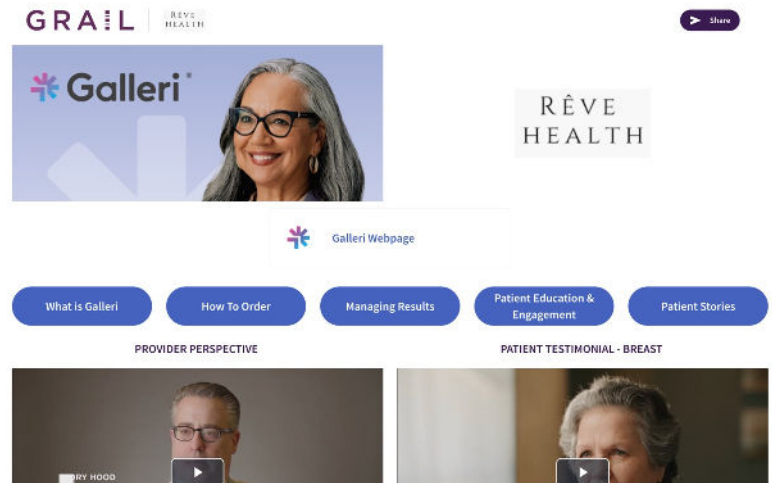 GRAIL
RÊVE
HEALTH
Share
Galleri®
RÊVE
HEALTH
Galleri Webpage
What is Galleri
How To Order
Managing Results
Patient Education &
Engagement
Patient Stories
PROVIDER PERSPECTIVE
PATIENT TESTIMONIAL - BREAST
HOOD